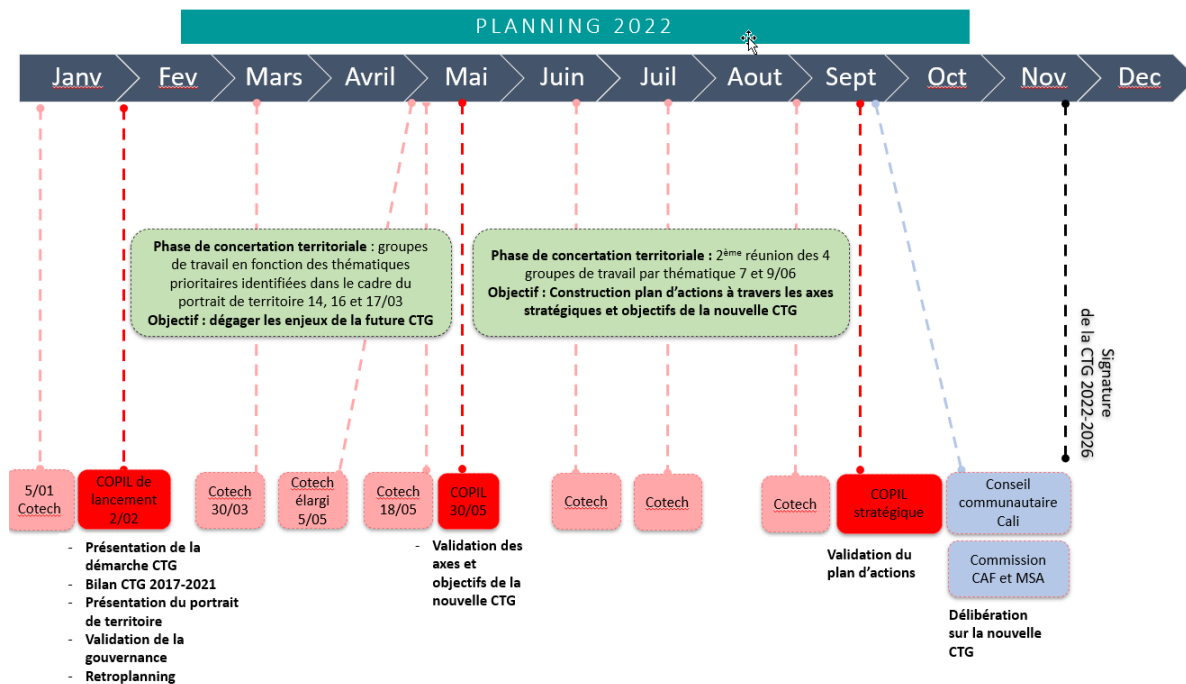 PLANNING 2022
Janv
Fev
Mars
Avril
Mai
Juin
Juil
Aout
Sept
Oct
Nov
Dec
Phase de concertation territoriale : groupes
de travail en fonction des thématiques
prioritaires identifiées dans le cadre du
portrait de territoire 14, 16 et 17/03
Objectif : dégager les enjeux de la future CTG
Phase de concertation territoriale : 2ème réunion des 4
groupes de travail par thématique 7 et 9/06
Objectif : Construction plan d’actions à travers les axes
stratégiques et objectifs de la nouvelle CTG
Signature
de la CTG 2022-2026
5/01
Cotech
COPIL de
lancement
2/02
Cotech
30/03
Cotech
élargi
5/05
Cotech
18/05
COPIL
30/05
Cotech
Cotech
Cotech
COPIL
stratégique
Conseil
communautaire
Cali
Commission
CAF et MSA
- Présentation de la
démarche CTG
- Bilan CTG 2017-2021
- Présentation du portrait
de territoire
- Validation de la
gouvernance
- Retroplanning
- Validation des
axes et
objectifs de la
nouvelle CTG
Validation du
plan d’actions
Délibération
sur la nouvelle
CTG